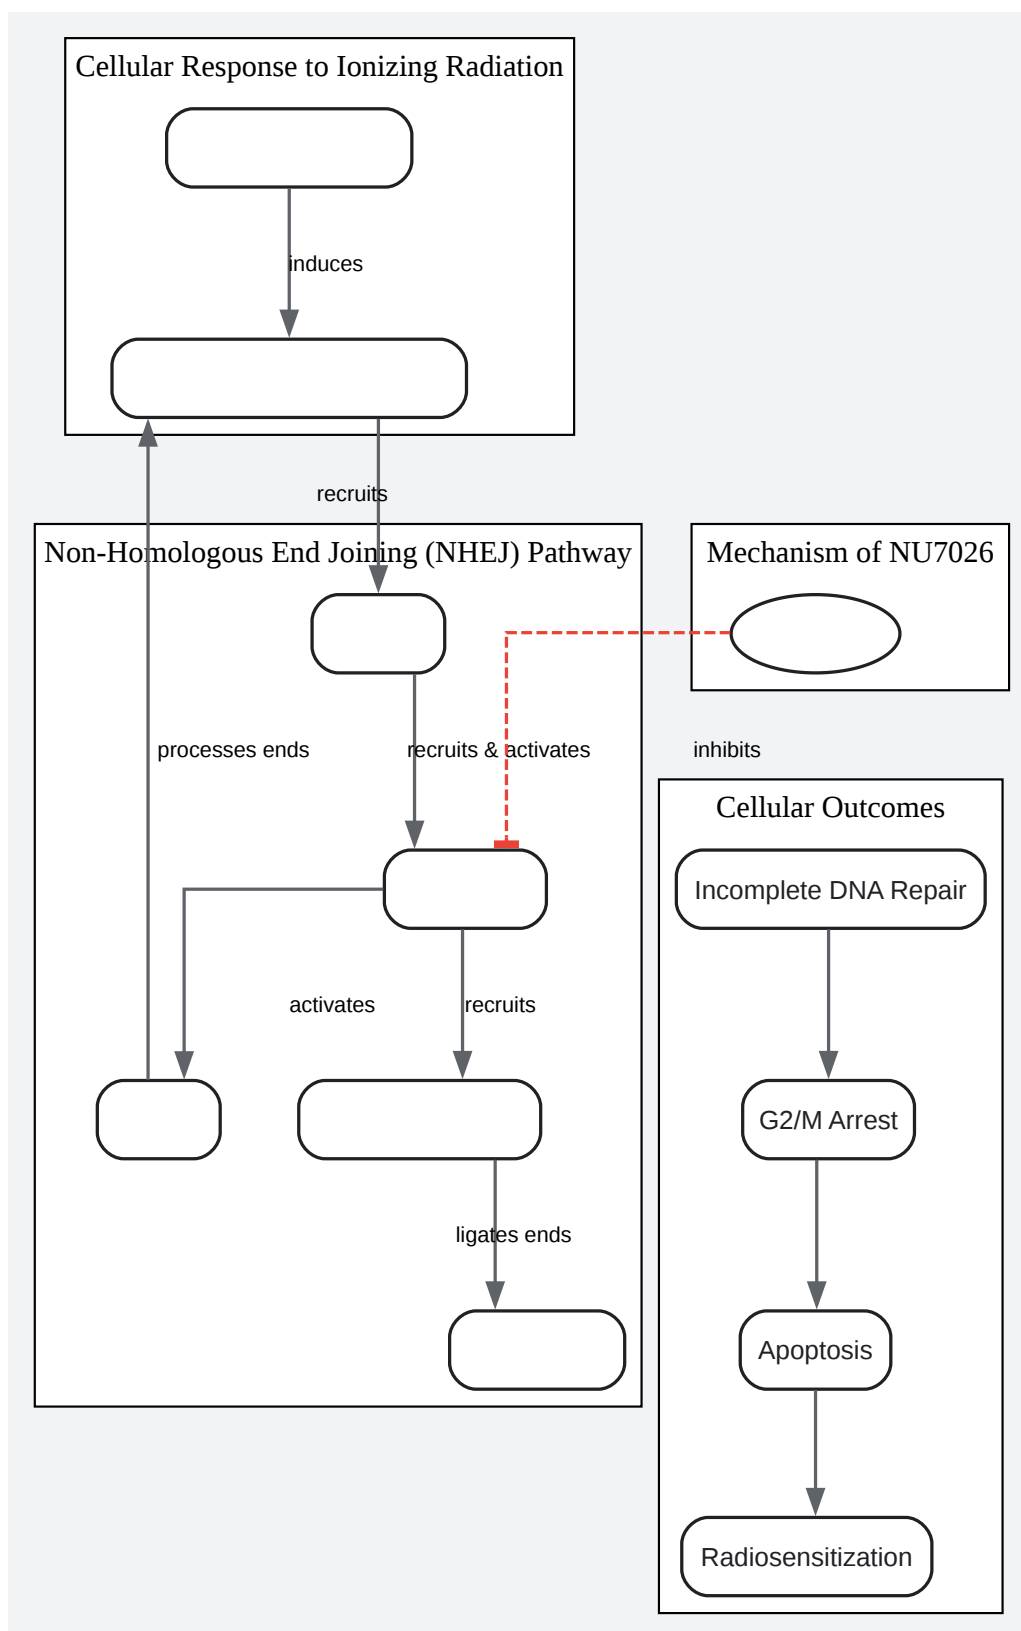 Cellular Response to Ionizing Radiation
induces
recruits
Non-Homologous End Joining (NHEJ) Pathway
Mechanism of NU7026
processes ends
recruits & activates
inhibits
Cellular Outcomes
Incomplete DNA Repair
activates
recruits
G2/M Arrest
ligates ends
Apoptosis
Radiosensitization